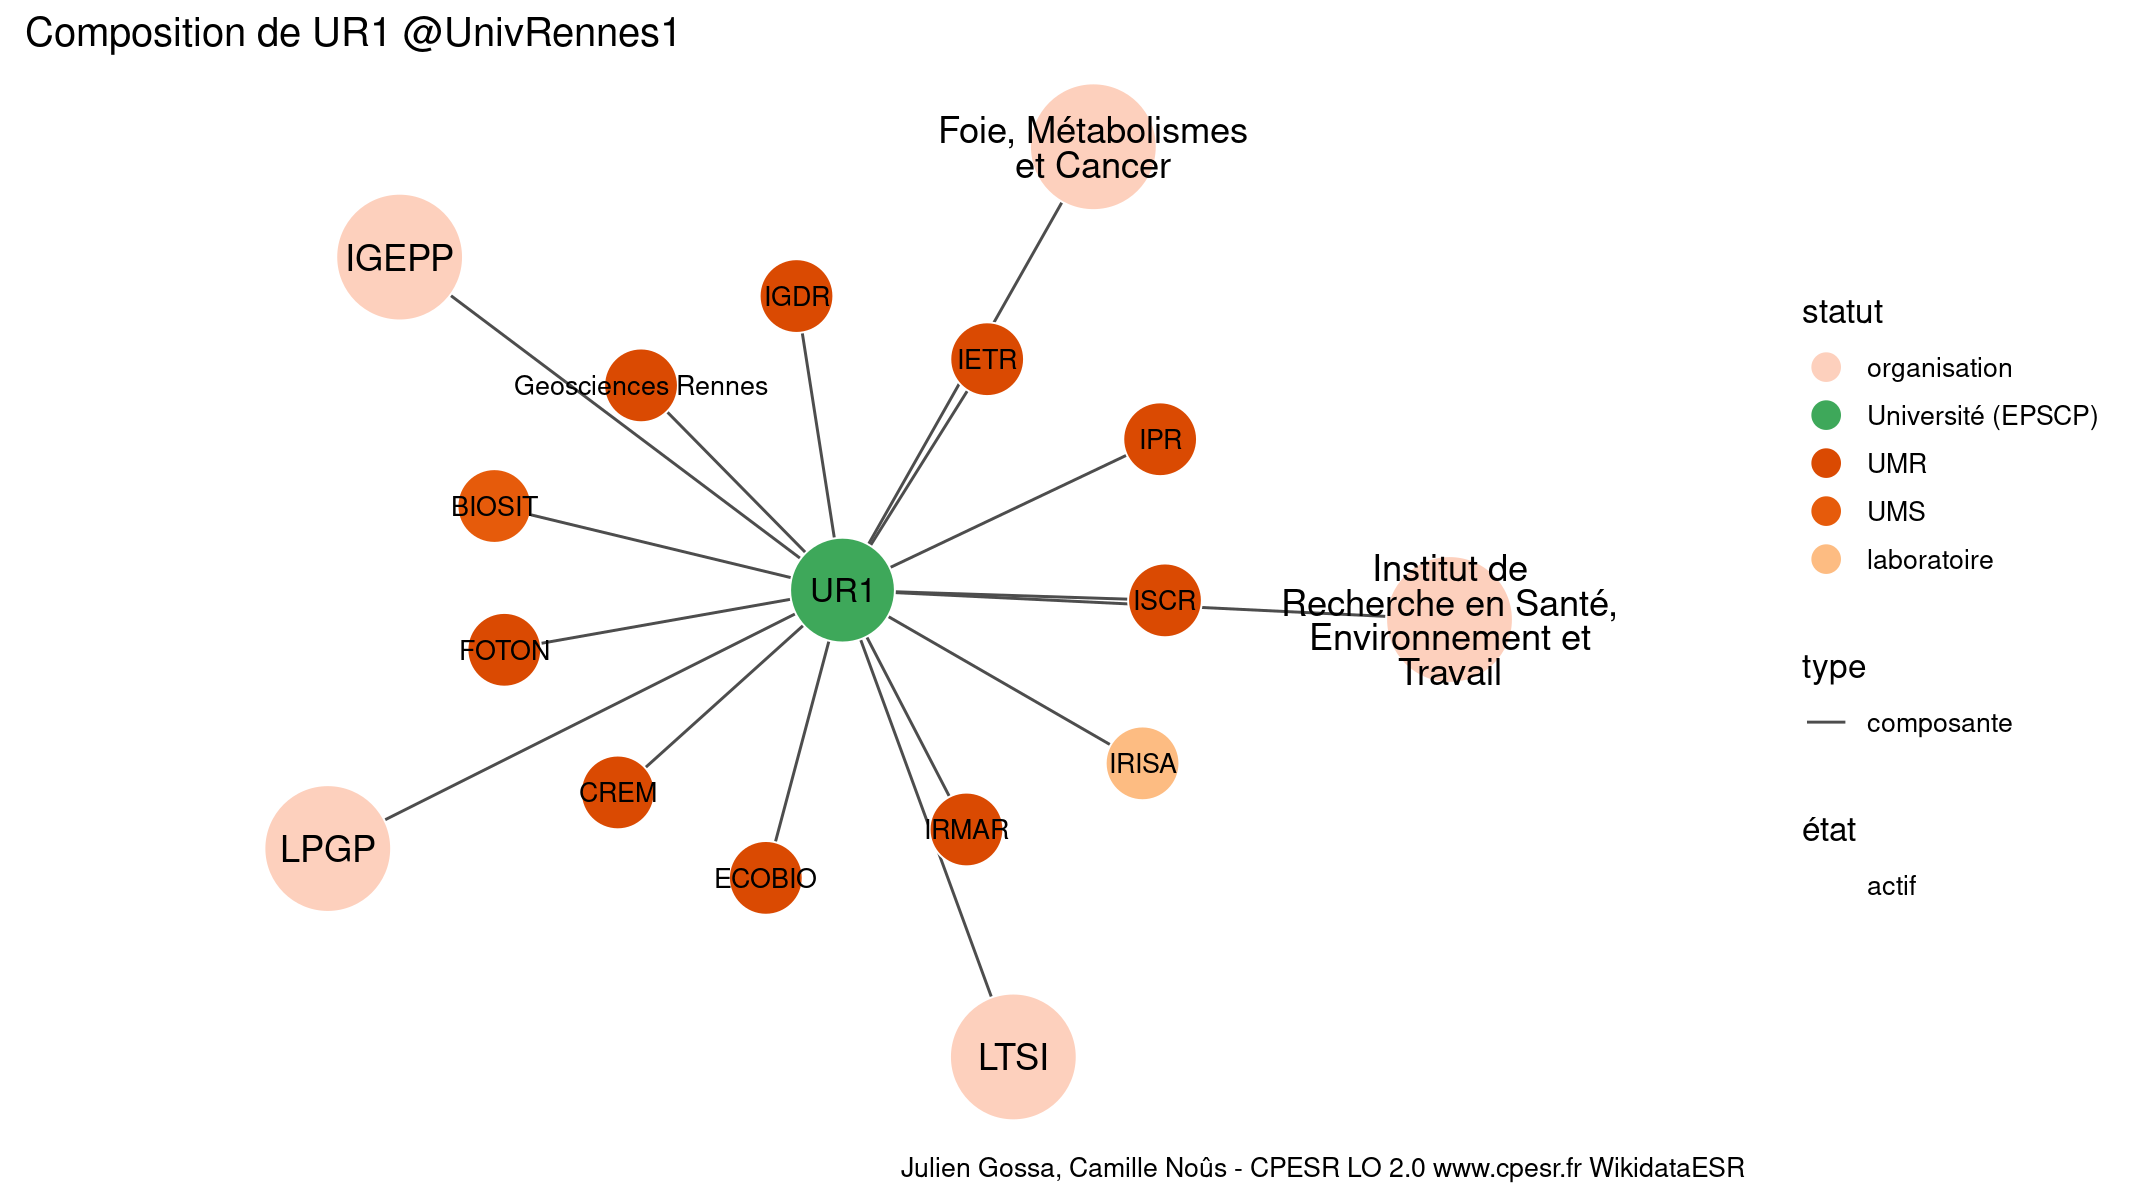 Composition de UR1 @UnivRennes1
Foie, Métabolismes
et Cancer
IGEPP
IGDR
IETR
Geosciences Rennes
IPR
BIOSIT
UR1
ISCR
Institut de
Recherche en Santé,
Environnement et
Travail
FOTON
IRISA
CREM
IRMAR
LPGP
ECOBIO
LTSI
statut
organisation
Université (EPSCP)
UMR
UMS
laboratoire
type
composante
état
actif
Julien Gossa, Camille Noûs - CPESR LO 2.0 www.cpesr.fr WikidataESR